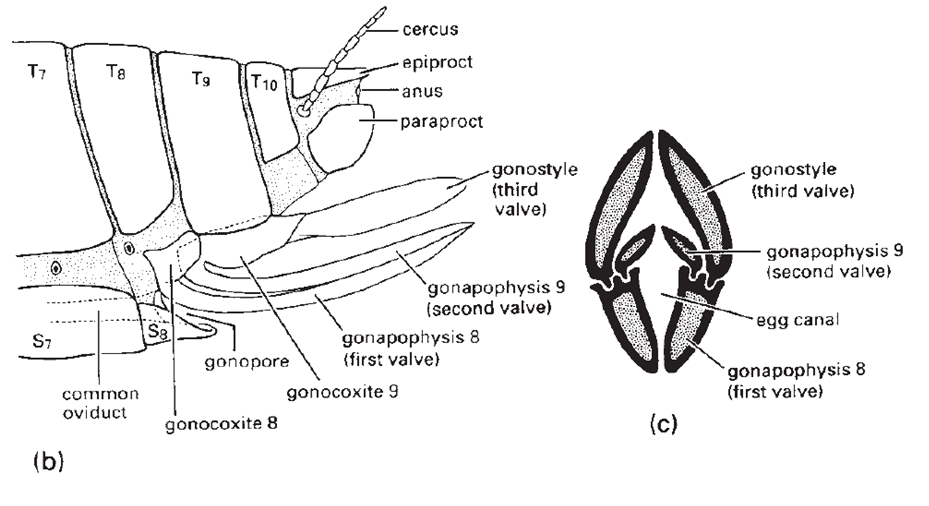 cercus
epiproct
anus
paraproct
T7
T8
T9
T10
gonostyle
(third
valve)
gonapophysis 9
(second valve)
gonapophysis 8
(first valve)
gonopore
gonocoxite 9
S7
S8
common
oviduct
gonocoxite 8
(b)
gonostyle
(third valve)
gonapophysis 9
(second valve)
egg canal
gonapophysis 8
(first valve)
(c)